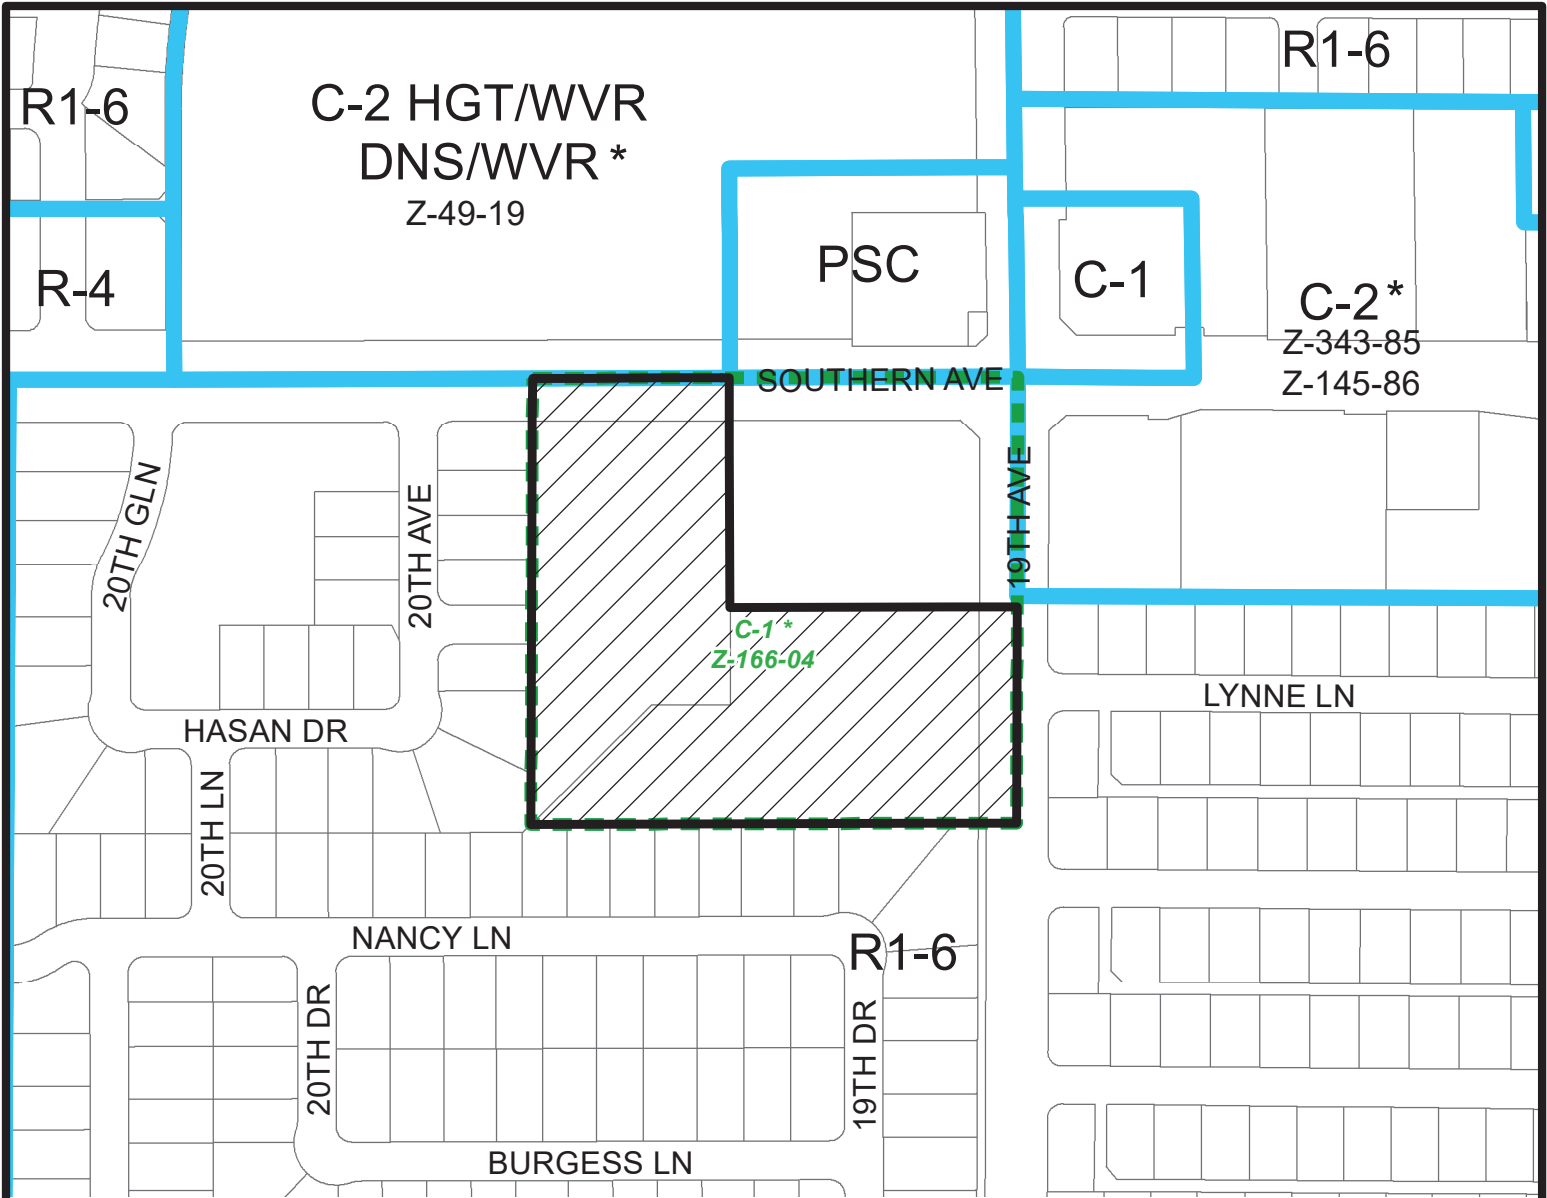 R1-6
R1-6
C-2 HGT/WVR
DNS/WVR *
Z-49-19
R-4
PSC
C-1
C-2 *
Z-343-85
Z-145-86
SOUTHERN AVE
19TH AVE
20TH GLN
20TH AVE
C-1 *
Z-166-04
LYNNE LN
HASAN DR
20TH LN
NANCY LN
R1-6
20TH DR
19TH DR
BURGESS LN